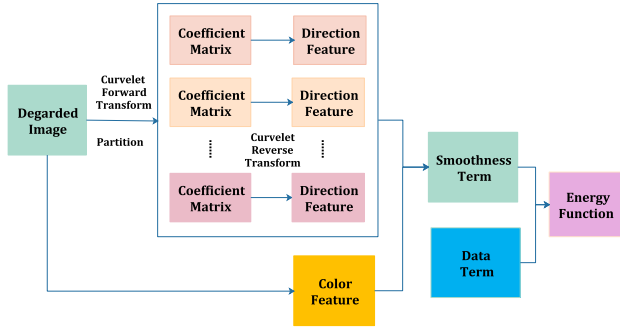 Degarded
Image
Curvelet
Forward
Transform
Partition
Coefficient
Matrix
Direction
Feature
Coefficient
Matrix
Direction
Feature
Curvelet
Reverse
Transform
Coefficient
Matrix
Direction
Feature
Color
Feature
Smoothness
Term
Data
Term
Energy
Function